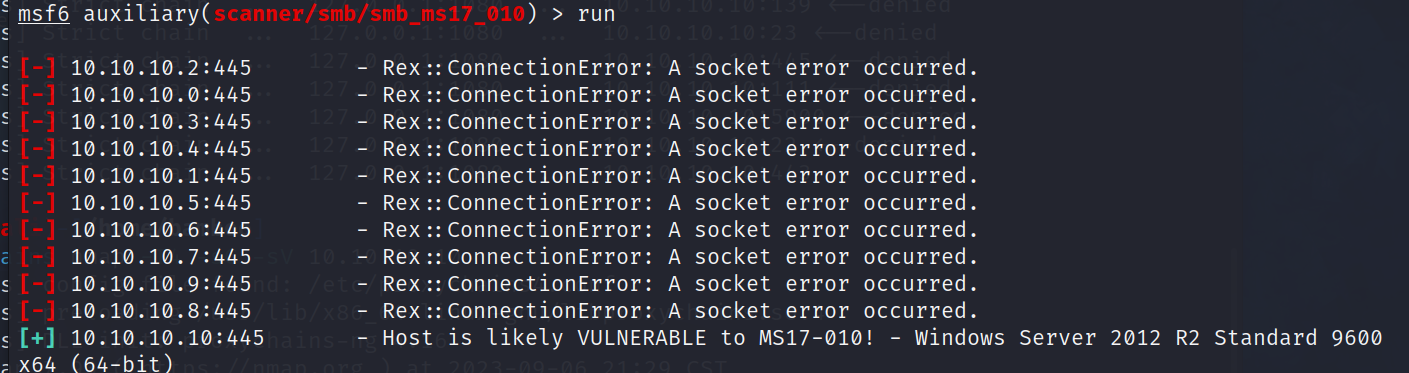 msf6 auxiliary(scanner/smb/smb_ms17_010) > run
[-] 10.10.10.2:445        - Rex::ConnectionError: A socket error occurred.
[-] 10.10.10.0:445        - Rex::ConnectionError: A socket error occurred.
[-] 10.10.10.3:445        - Rex::ConnectionError: A socket error occurred.
[-] 10.10.10.4:445        - Rex::ConnectionError: A socket error occurred.
[-] 10.10.10.1:445        - Rex::ConnectionError: A socket error occurred.
[-] 10.10.10.5:445        - Rex::ConnectionError: A socket error occurred.
[-] 10.10.10.6:445        - Rex::ConnectionError: A socket error occurred.
[-] 10.10.10.7:445        - Rex::ConnectionError: A socket error occurred.
[-] 10.10.10.9:445        - Rex::ConnectionError: A socket error occurred.
[-] 10.10.10.8:445        - Rex::ConnectionError: A socket error occurred.
[+] 10.10.10.10:445       - Host is likely VULNERABLE to MS17-010! - Windows Server 2012 R2 Standard 9600
x64 (64-bit)